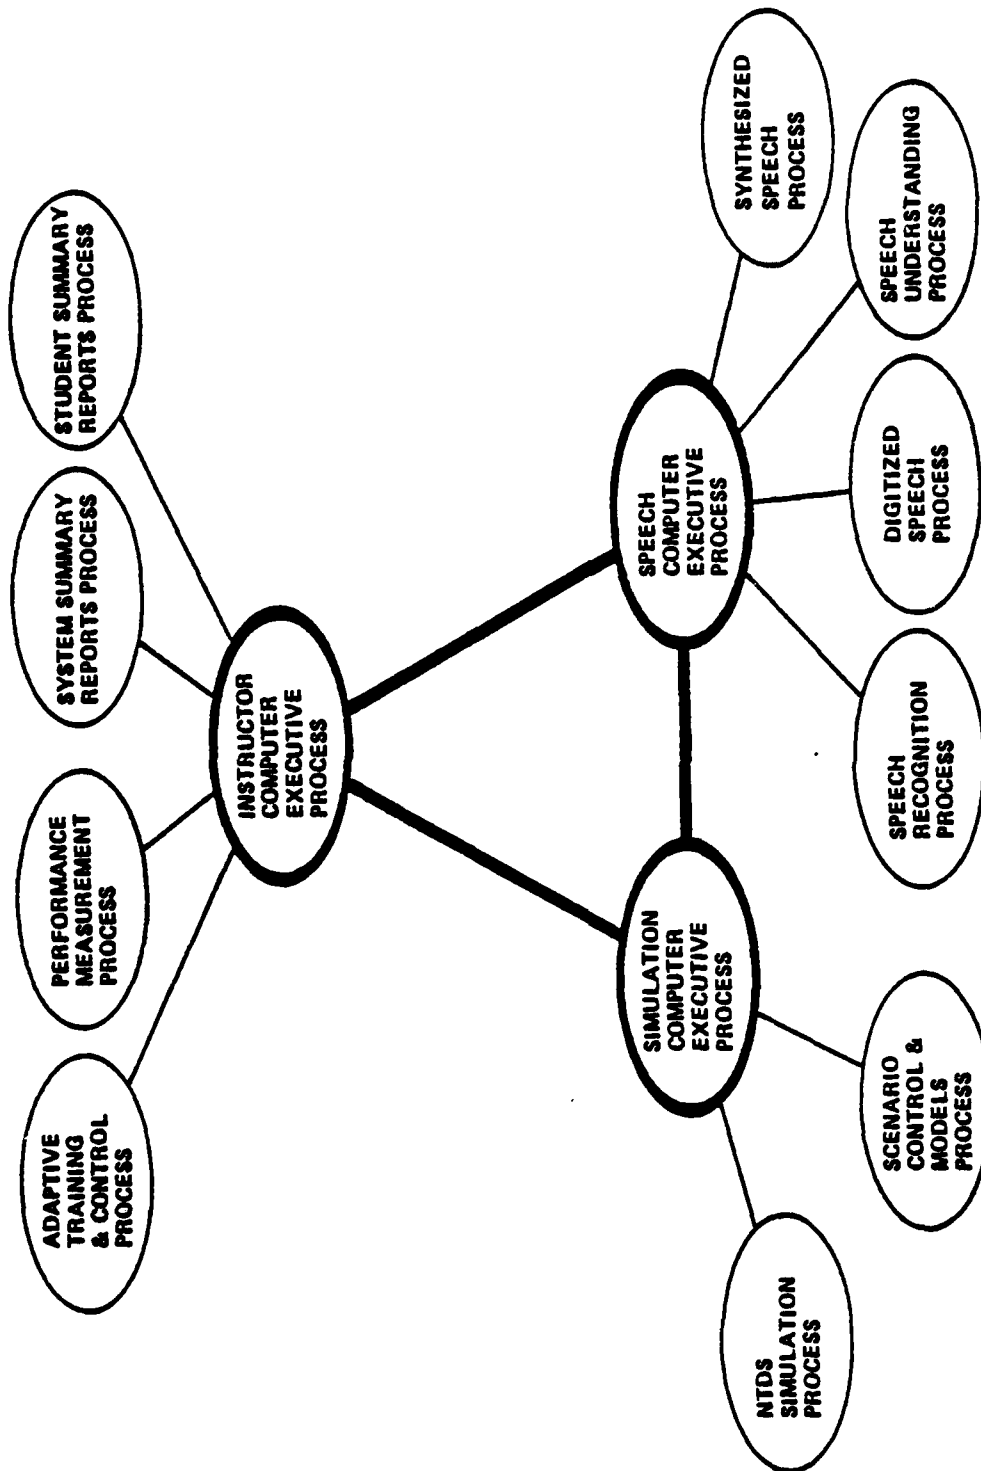 ADAPTIVE
TRAINING
& CONTROL
PROCESS
PERFORMANCE
MEASUREMENT
PROCESS
SYSTEM SUMMARY
REPORTS PROCESS
STUDENT SUMMARY
REPORTS PROCESS
INSTRUCTOR
COMPUTER
EXECUTIVE
PROCESS
SIMULATION
COMPUTER
EXECUTIVE
PROCESS
SPEECH
COMPUTER
EXECUTIVE
PROCESS
NTDS
SIMULATION
PROCESS
SCENARIO
CONTROL &
MODELS
PROCESS
SPEECH
RECOGNITION
PROCESS
DIGITIZED
SPEECH
PROCESS
SPEECH
UNDERSTANDING
PROCESS
SYNTHESIZED
SPEECH
PROCESS